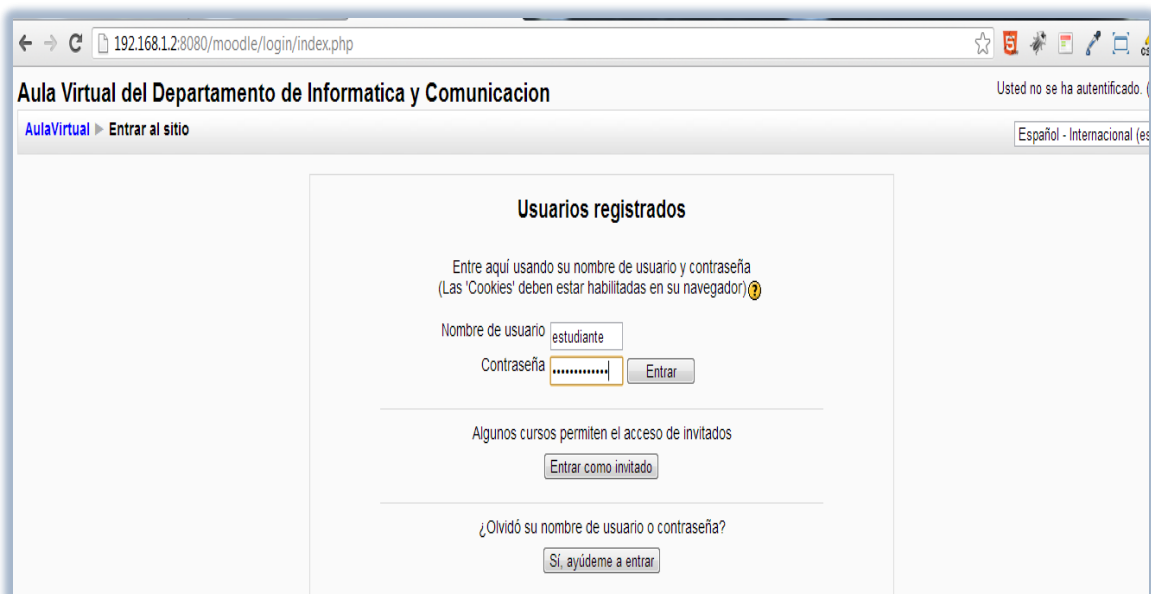 192.168.1.2:8080/moodle/login/index.php
Aula Virtual del Departamento de Informatica y Comunicacion
Usted no se ha autentificado. (
AulaVirtual ► Entrar al sitio
Español - Internacional (es
Usuarios registrados
Entre aquí usando su nombre de usuario y contraseña
(Las 'Cookies' deben estar habilitadas en su navegador) ?
Nombre de usuario estudiante
Contraseña •••••••••••• Entrar
Algunos cursos permiten el acceso de invitados
Entrar como invitado
¿Olvidó su nombre de usuario o contraseña?
Sí, ayúdeme a entrar